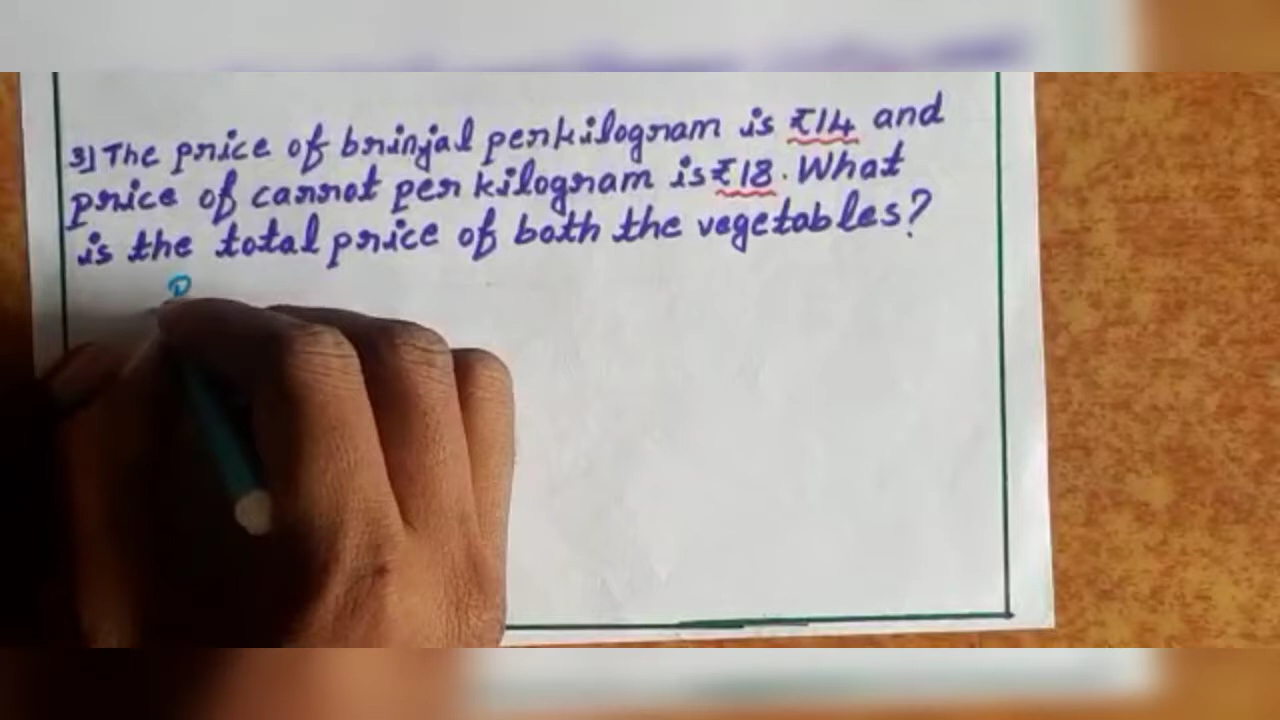 3) The price of brinjal per kilogram is ₹14 and
price of carrot per kilogram is ₹18. What
is the total price of both the vegetables?
P